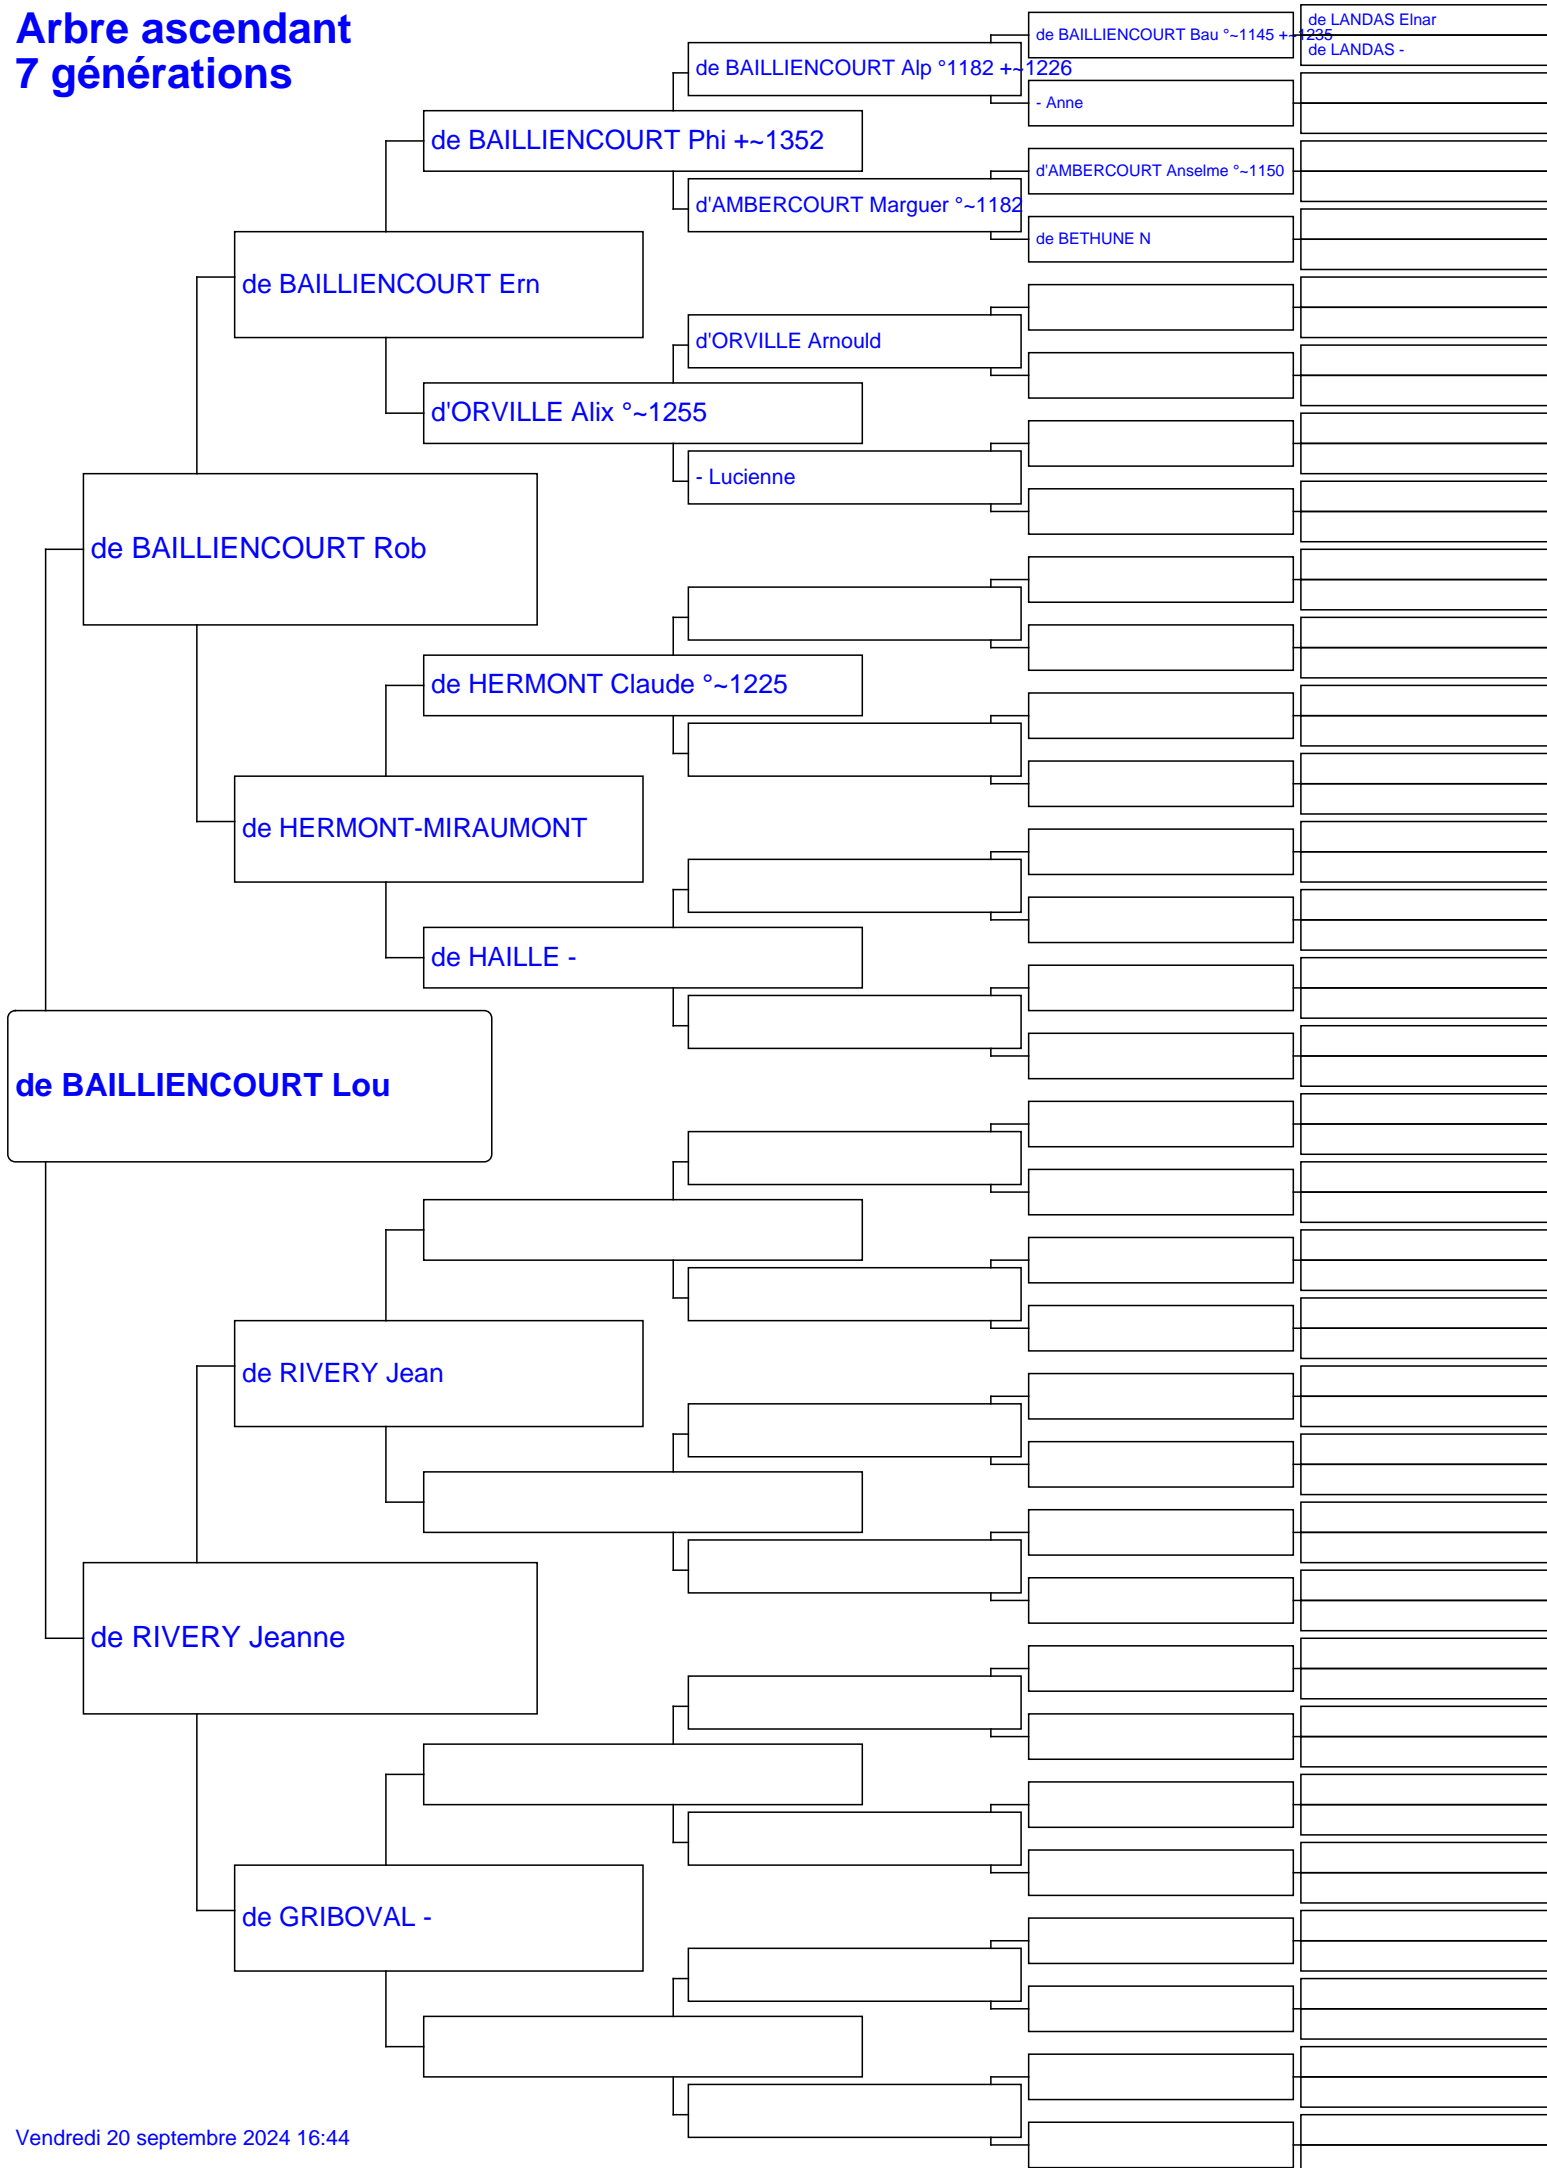 Arbre ascendant
7 générations
de BAILLIENCOURT Lou
de BAILLIENCOURT Rob
de RIVERY Jeanne
de BAILLIENCOURT Ern
de HERMONT-MIRAUMONT
de RIVERY Jean
de GRIBOVAL -
de BAILLIENCOURT Phi +~1352
d'ORVILLE Alix °~1255
de HERMONT Claude °~1225
de HAILLE -
de BAILLIENCOURT Alp °1182 +~1226
d'AMBERCOURT Marguer °~1182
d'ORVILLE Arnould
- Lucienne
de BAILLIENCOURT Bau °~1145 +~1235
- Anne
d'AMBERCOURT Anselme °~1150
de BETHUNE N
de LANDAS Elnar
de LANDAS -
Vendredi 20 septembre 2024 16:44